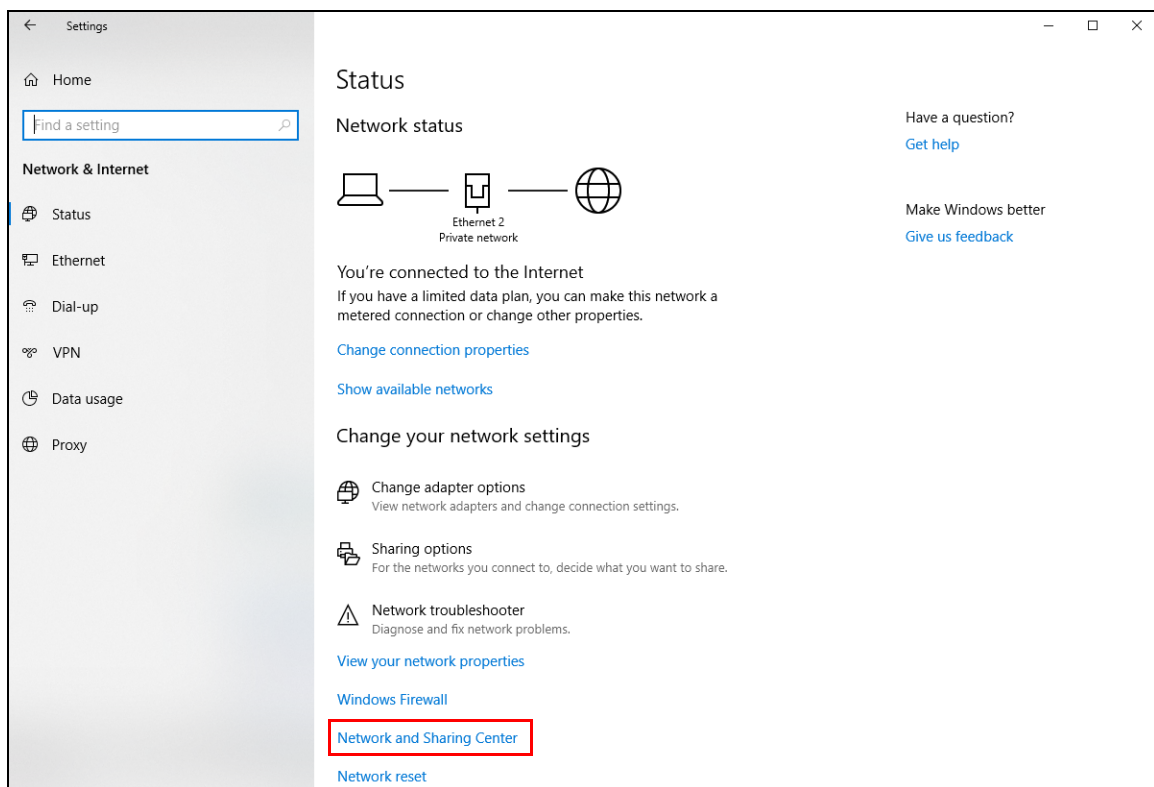 Settings
Home
Find a setting
Network & Internet
Status
Ethernet
Dial-up
VPN
Data usage
Proxy
Status
Network status
Ethernet 2
Private network
You're connected to the Internet
If you have a limited data plan, you can make this network a
metered connection or change other properties.
Change connection properties
Show available networks
Change your network settings
Change adapter options
View network adapters and change connection settings.
Sharing options
For the networks you connect to, decide what you want to share.
Network troubleshooter
Diagnose and fix network problems.
View your network properties
Windows Firewall
Network and Sharing Center
Network reset
Have a question?
Get help
Make Windows better
Give us feedback